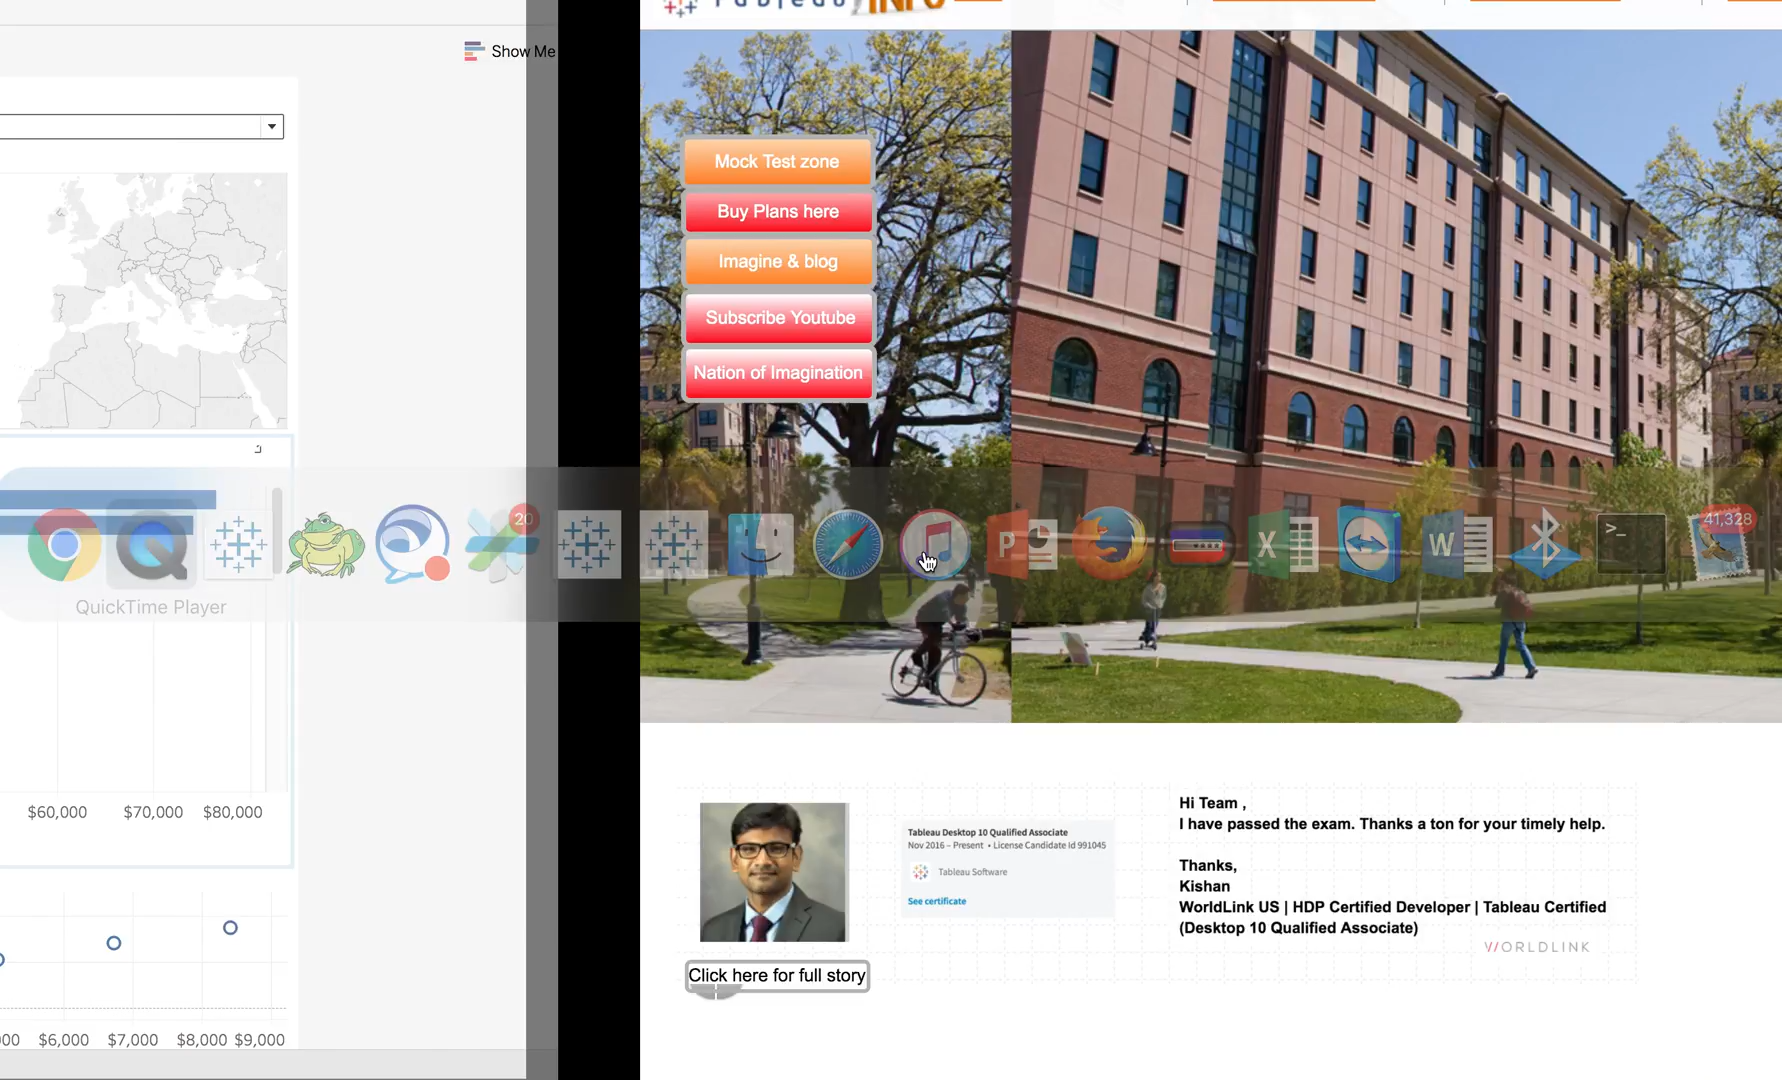 Show Me
$60,000 $70,000 $80,000
$6,000 $7,000 $8,000 $9,000
QuickTime Player
20
41,328
Tableau INFO
Mock Test zone
Buy Plans here
Imagine & blog
Subscribe Youtube
Nation of Imagination
Tableau Desktop 10 Qualified Associate
Nov 2016 – Present • License Candidate Id 991045
Tableau Software
See certificate
Click here for full story
Hi Team ,
I have passed the exam. Thanks a ton for your timely help.
Thanks,
Kishan
WorldLink US | HDP Certified Developer | Tableau Certified
(Desktop 10 Qualified Associate)
WORLDLINK